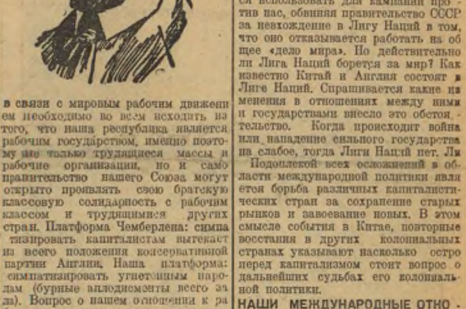 в связи с мировым рабочим движени
ем необходимо во всем исходить из
того, что наша республика является
рабочим государством, именно поэто-
му не только трудящиеся массы и
рабочие организации, но и само
правительство нашего Союза могут
открыто проявлять свою братскую
классовую солидарность с рабочим
классом и трудящимися других
стран. Платформа Чемберлена: симпа
тизировать капиталистам вытекает
из всего положения консервативной
партии Англии. Наша платформа:
симпатизировать угнетенным наро-
дам (бурные аплодисменты всего за
ла). Вопрос о нашем отношении к ра
ся использовать для кампании про -
тив нас, обвиняя правительство СССР
за невхождение в Лигу Наций в том,
что оно отказывается работать на об
щее «дело мира». Но действительно
ли Лига Наций борется за мир? Как
известно Китай и Англия состоят в
Лиге Наций. Спрашивается какие из
менения в отношениях между ними
и государствами внесло это обстоя -
тельство. Когда происходит война
или нападение сильного государства
на слабое, тогда Лиги Наций нет.
Подоплекой всех осложнений в об-
ласти международной политики явля
ется борьба различных капиталисти-
ческих стран за сохранение старых
рынков и завоевание новых. В этом
смысле события в Китае, повторные
восстания в других колониальных
странах указывают насколько остро
перед капитализмом стоит вопрос о
дальнейших судьбах его колониаль-
ной политики.
НАШИ МЕЖДУНАРОДНЫЕ ОТНО -